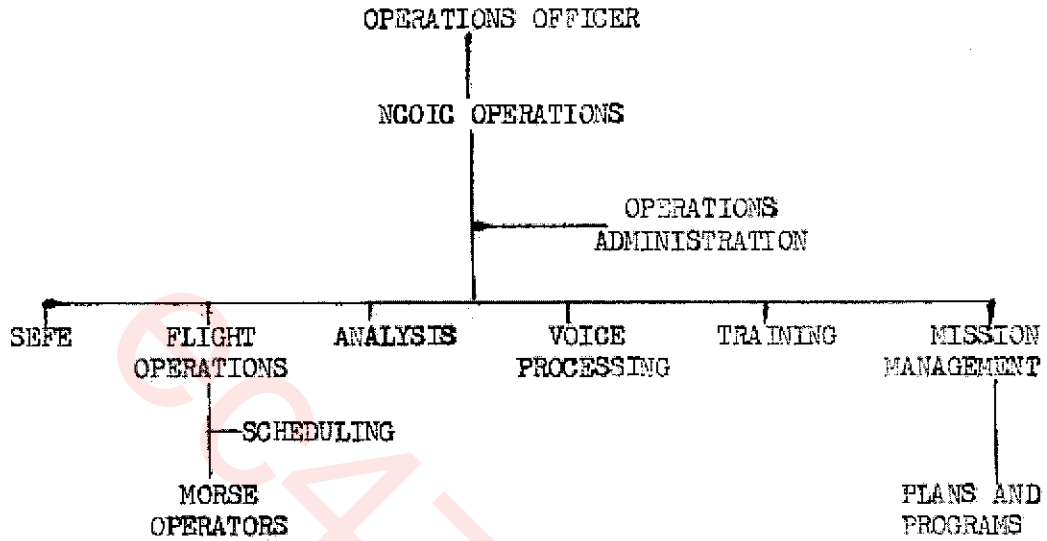 OPERATIONS OFFICER
NCOIC OPERATIONS
OPERATIONS
ADMINISTRATION
SEFE
FLIGHT
OPERATIONS
ANALYSIS
VOICE
PROCESSING
TRAINING
MISSION
MANAGEMENT
SCHEDULING
MORSE
OPERATORS
PLANS AND
PROGRAMS
ec47